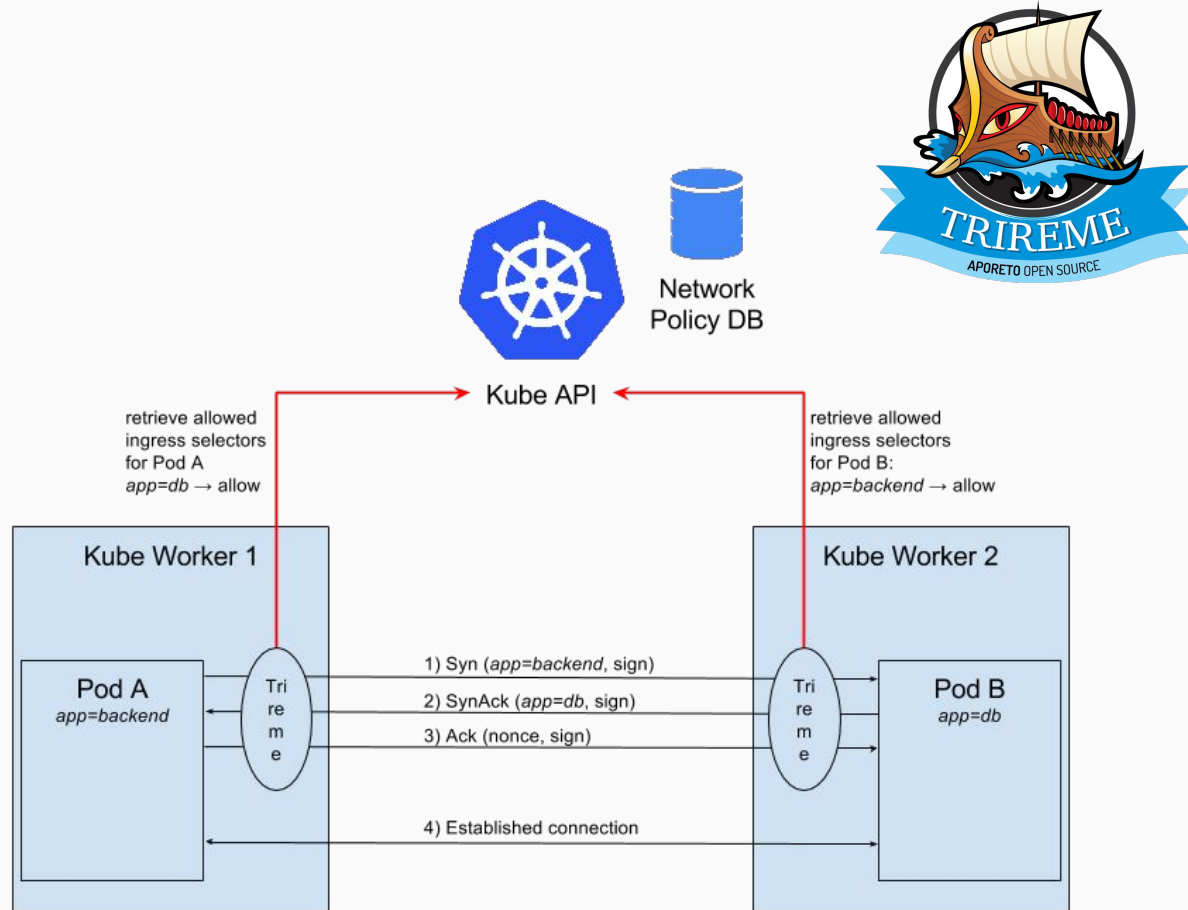 TRIREME
APORETO OPEN SOURCE
Network
Policy DB
Kube API
retrieve allowed
ingress selectors
for Pod A
app=db → allow
retrieve allowed
ingress selectors
for Pod B:
app=backend → allow
Kube Worker 1
Kube Worker 2
Pod A
app=backend
Tri
re
m
e
1) Syn (app=backend, sign)
2) SynAck (app=db, sign)
3) Ack (nonce, sign)
4) Established connection
Tri
re
m
e
Pod B
app=db